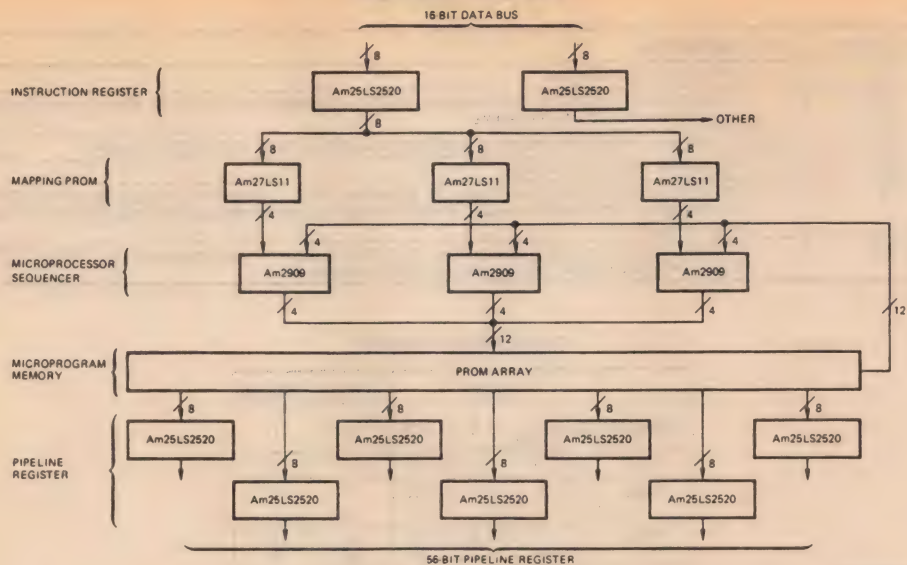 16-BIT DATA BUS
8 8
INSTRUCTION REGISTER Am25LS2520 Am25LS2520
8 OTHER
8 8 8
MAPPING PROM Am27LS11 Am27LS11 Am27LS11
4 4 4
4 4 4
MICROPROCESSOR
SEQUENCER
Am2909 Am2909 Am2909
4 4 4 12
12
MICROPROGRAM
MEMORY
PROM ARRAY
8 8 8 8
Am25LS2520 Am25LS2520 Am25LS2520 Am25LS2520
PIPELINE
REGISTER
8 8 8
Am25LS2520 Am25LS2520 Am25LS2520
56-BIT PIPELINE REGISTER